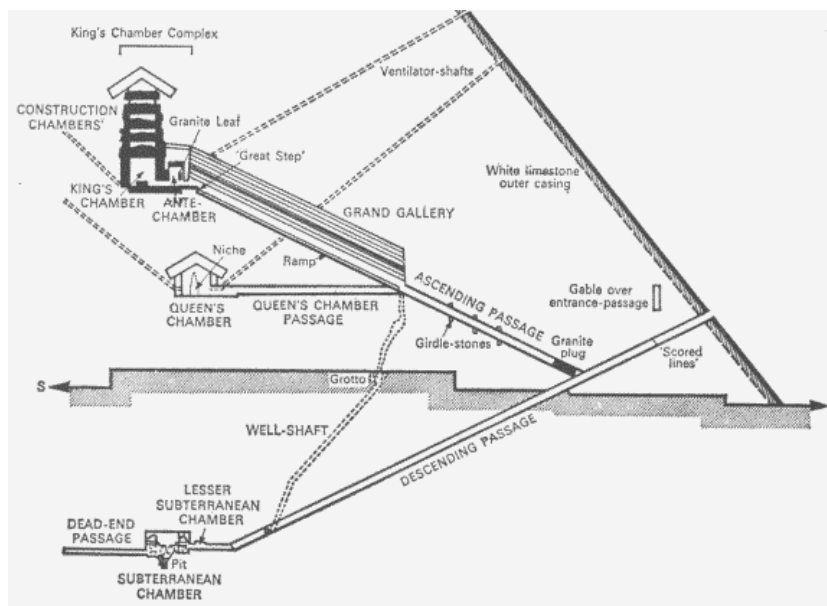 King's Chamber Complex
Ventilator-shafts
CONSTRUCTION
CHAMBERS'
Granite Leaf
'Great Step'
White limestone
outer casing
KING'S
CHAMBER
ANTE-
CHAMBER
GRAND GALLERY
Niche
Ramp
ASCENDING PASSAGE
Gable over
entrance-passage
QUEEN'S
CHAMBER
QUEEN'S CHAMBER
PASSAGE
Girdle-stones
Granite
plug
'Scored
lines'
S
Grotto
WELL-SHAFT
DESCENDING PASSAGE
LESSER
SUBTERRANEAN
CHAMBER
DEAD-END
PASSAGE
Pit
SUBTERRANEAN
CHAMBER